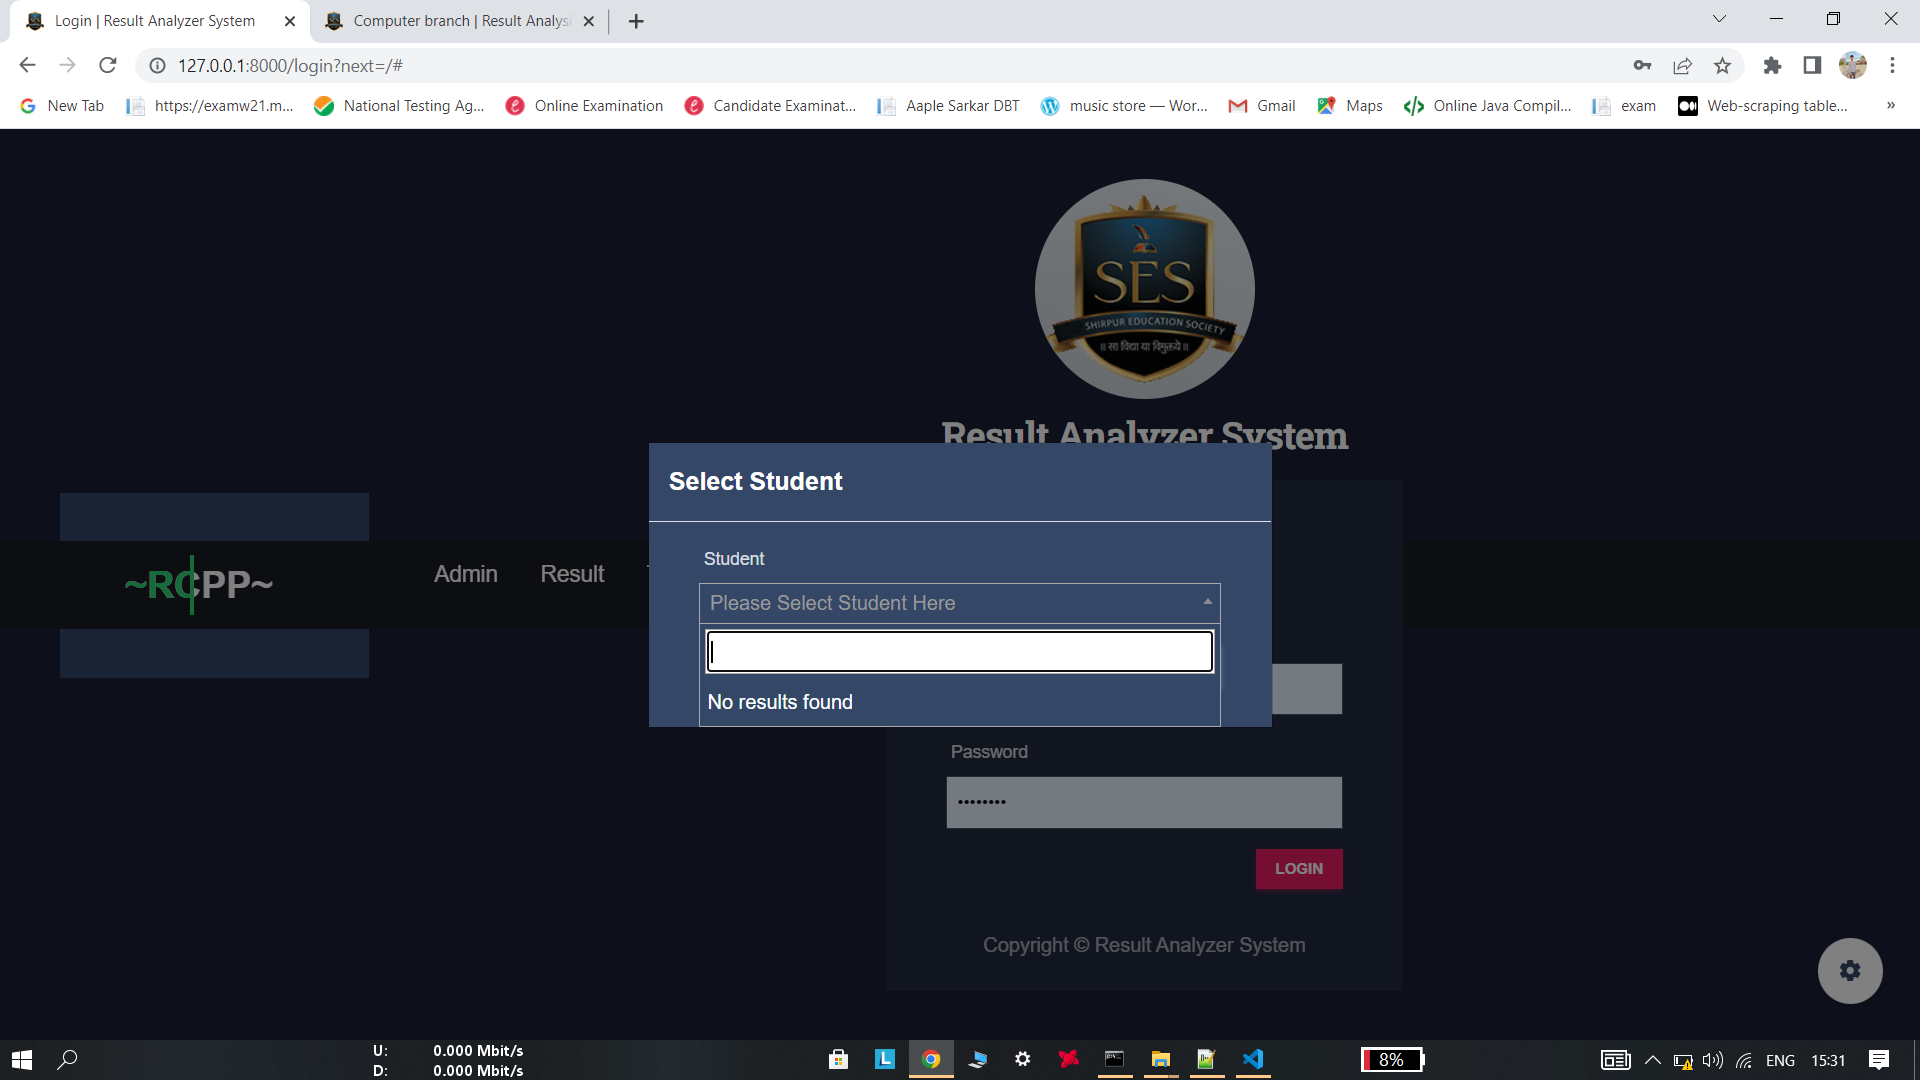 Login | Result Analyzer System
Computer branch | Result Analysi
127.0.0.1:8000/login?next=/#
New Tab
https://examw21.m...
National Testing Ag...
Online Examination
Candidate Examinat...
Aaple Sarkar DBT
music store — Wor...
Gmail
Maps
Online Java Compil...
exam
Web-scraping table...
»
SES
SHIRPUR EDUCATION SOCIETY
॥ सा विद्या या विमुक्तये ॥
Result Analyzer System
Select Student
~RCPP~
Admin
Result
Student
Please Select Student Here
No results found
Password
••••••••
LOGIN
Copyright © Result Analyzer System
U: 0.000 Mbit/s
D: 0.000 Mbit/s
L
8%
ENG
15:31